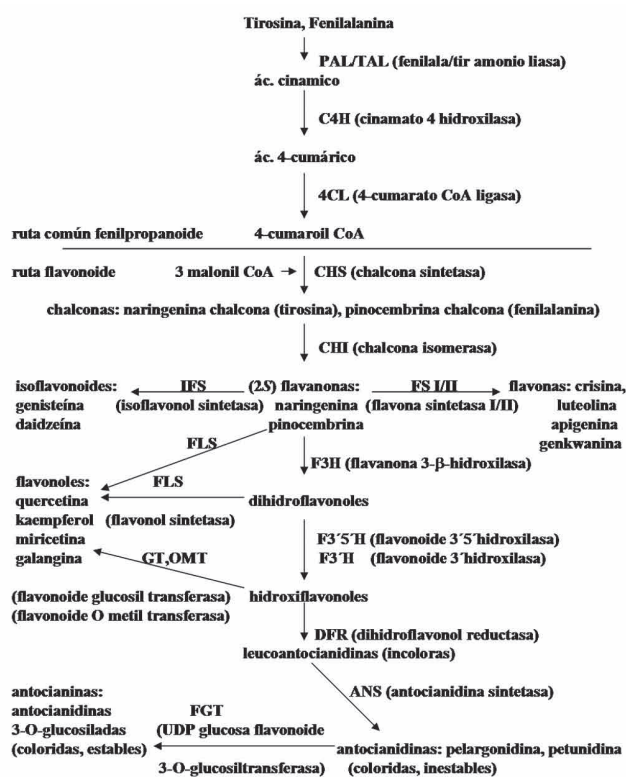 Tirosina, Fenilalanina
PAL/TAL (fenilala/tir amonio liasa)
ác. cinamico
C4H (cinamato 4 hidroxilasa)
ác. 4-cumárico
4CL (4-cumarato CoA ligasa)
ruta común fenilpropanoide 4-cumaroil CoA
ruta flavonoide 3 malonil CoA CHS (chalcona sintetasa)
chalconas: naringenina chalcona (tirosina), pinocembrina chalcona (fenilalanina)
CHI (chalcona isomerasa)
isoflavonoides: IFS (2S) flavanonas: FS I/II flavonas: crisina,
genisteína (isoflavonol sintetasa) naringenina (flavona sintetasa I/II) luteolina
daidzeína pinocembrina apigenina
genkwanina
FLS
F3H (flavanona 3-β-hidroxilasa)
flavonoles: FLS
quercetina dihidroflavonoles
kaempferol (flavonol sintetasa)
miricetina F3´5´H (flavonoide 3´5´hidroxilasa)
galangina GT,OMT F3´H (flavonoide 3´hidroxilasa)
(flavonoide glucosil transferasa) hidroxiflavonoles
(flavonoide O metil transferasa)
DFR (dihidroflavonol reductasa)
leucoantocianidinas (incoloras)
antocianinas: ANS (antocianidina sintetasa)
antocianidinas FGT
3-O-glucosiladas (UDP glucosa flavonoide
(coloridas, estables) antocianidinas: pelargonidina, petunidina
3-O-glucosiltransferasa) (coloridas, inestables)